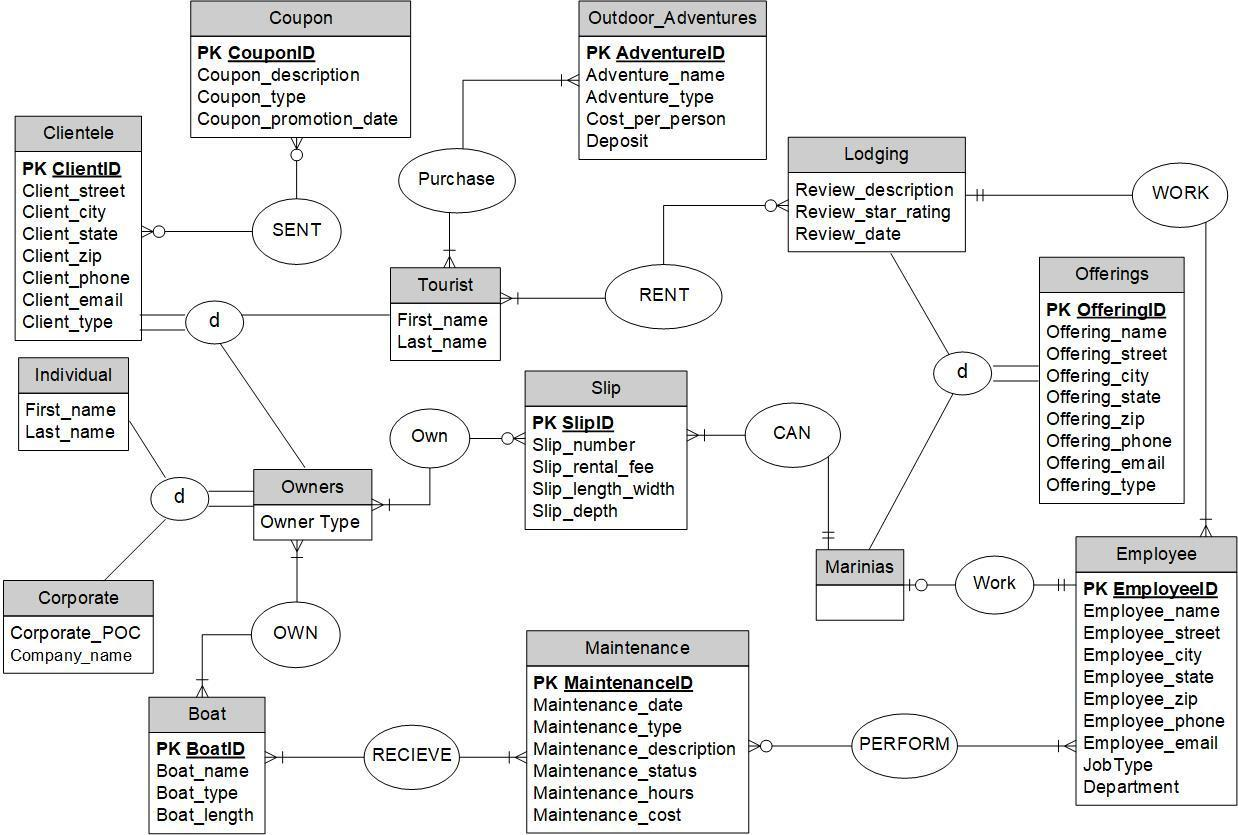 Coupon
PK CouponID
Coupon_description
Coupon_type
Coupon_promotion_date
Outdoor_Adventures
PK AdventureID
Adventure_name
Adventure_type
Cost_per_person
Deposit
Clientele
PK ClientID
Client_street
Client_city
Client_state
Client_zip
Client_phone
Client_email
Client_type
SENT
Purchase
Lodging
Review_description
Review_star_rating
Review_date
WORK
Tourist
First_name
Last_name
RENT
d
Offerings
PK OfferingID
Offering_name
Offering_street
Offering_city
Offering_state
Offering_zip
Offering_phone
Offering_email
Offering_type
d
Individual
First_name
Last_name
Slip
PK SlipID
Slip_number
Slip_rental_fee
Slip_length_width
Slip_depth
Own
CAN
d
Owners
Owner Type
Corporate
Corporate_POC
Company_name
OWN
Marinias
Work
Employee
PK EmployeeID
Employee_name
Employee_street
Employee_city
Employee_state
Employee_zip
Employee_phone
Employee_email
JobType
Department
Maintenance
PK MaintenanceID
Maintenance_date
Maintenance_type
Maintenance_description
Maintenance_status
Maintenance_hours
Maintenance_cost
Boat
PK BoatID
Boat_name
Boat_type
Boat_length
RECIEVE
PERFORM